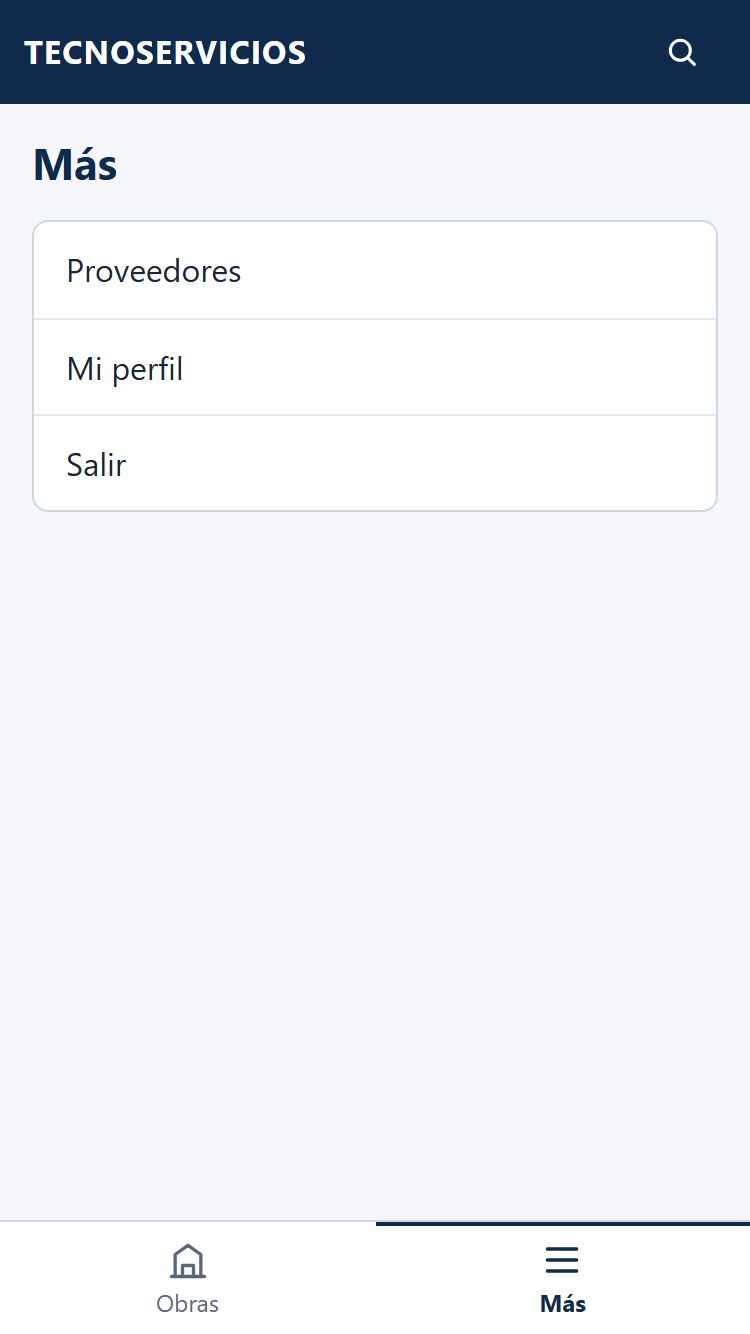 TECNOSERVICIOS
Más
Proveedores
Mi perfil
Salir
Obras
Más